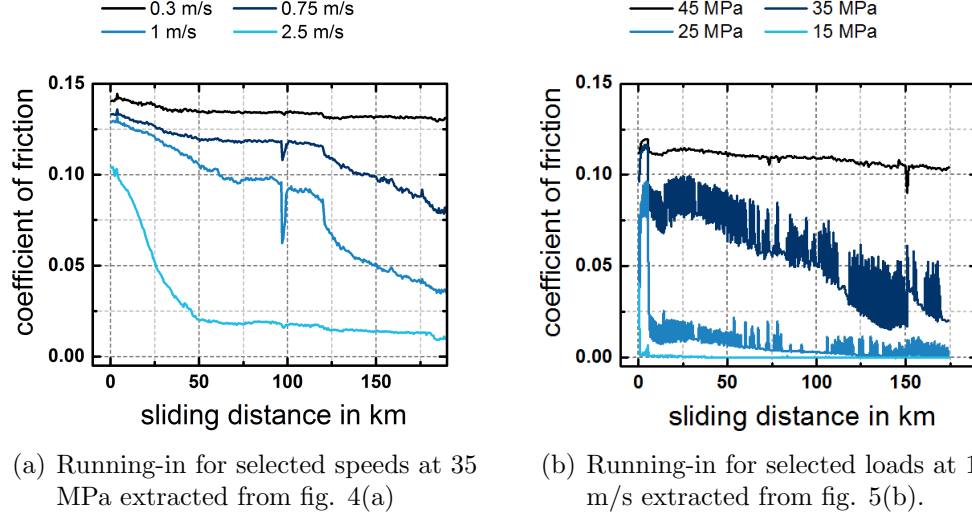 0.3 m/s 0.75 m/s
1 m/s 2.5 m/s
0.15
0.10
0.05
0.00
coefficient of friction
0 50 100 150
sliding distance in km
(a) Running-in for selected speeds at 35
MPa extracted from fig. 4(a)
45 MPa 35 MPa
25 MPa 15 MPa
0.15
0.10
0.05
0.00
coefficient of friction
0 50 100 150
sliding distance in km
(b) Running-in for selected loads at 1
m/s extracted from fig. 5(b).